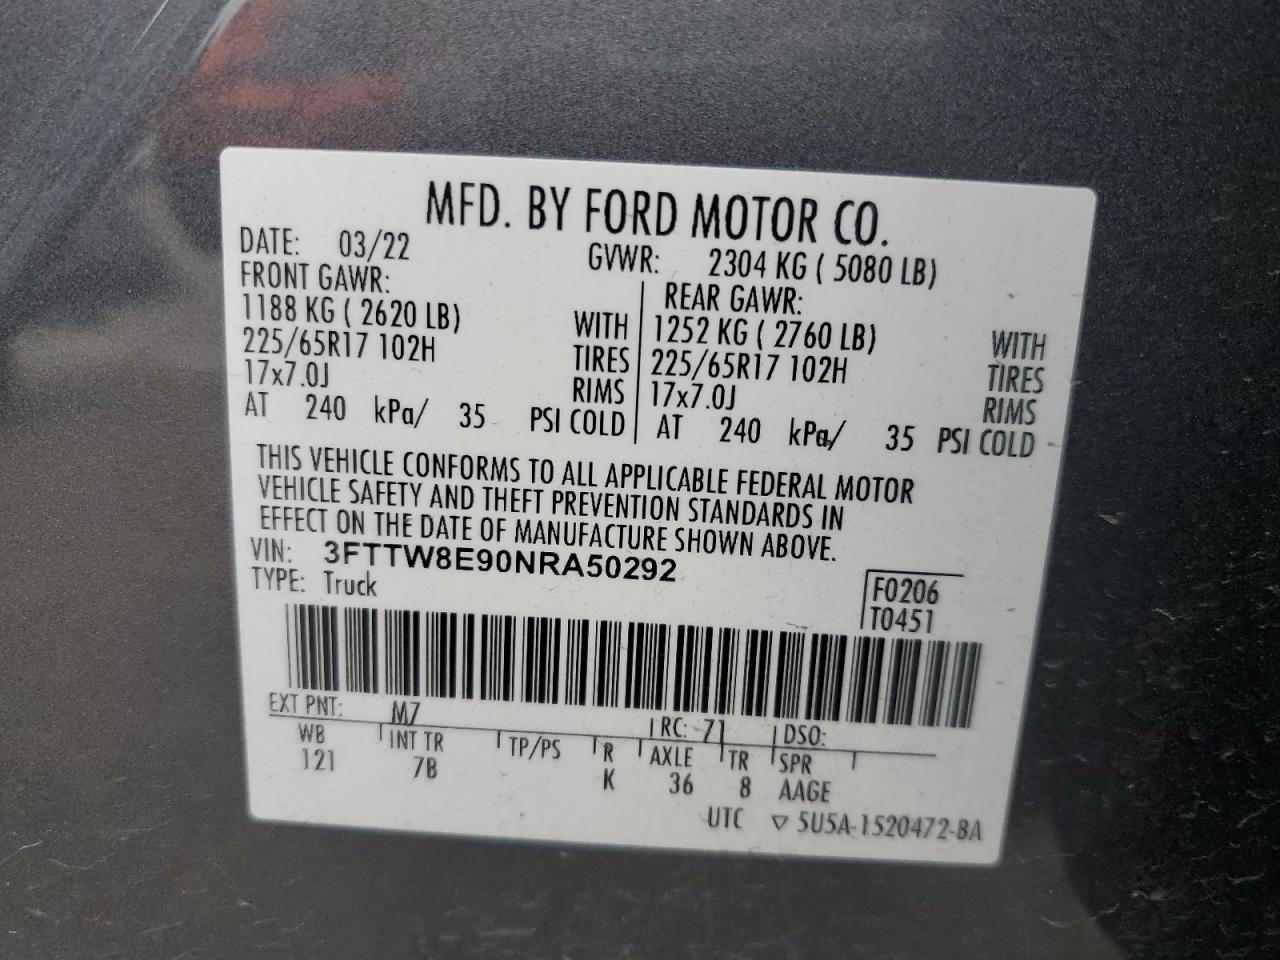 MFD. BY FORD MOTOR CO.
DATE: 03/22 GVWR: 2304 KG ( 5080 LB)
FRONT GAWR: REAR GAWR:
1188 KG ( 2620 LB) WITH 1252 KG ( 2760 LB) WITH
225/65R17 102H TIRES 225/65R17 102H TIRES
17x7.0J RIMS 17x7.0J RIMS
AT 240 kPa/ 35 PSI COLD AT 240 kPa/ 35 PSI COLD
THIS VEHICLE CONFORMS TO ALL APPLICABLE FEDERAL MOTOR
VEHICLE SAFETY AND THEFT PREVENTION STANDARDS IN
EFFECT ON THE DATE OF MANUFACTURE SHOWN ABOVE.
VIN: 3FTTW8E90NRA50292
TYPE: Truck F0206
T0451
EXT PNT: M7 RC: 71 DSO:
WB INT TR TP/PS R AXLE TR SPR
121 7B K 36 8 AAGE
UTC ▽ 5U5A-1520472-BA